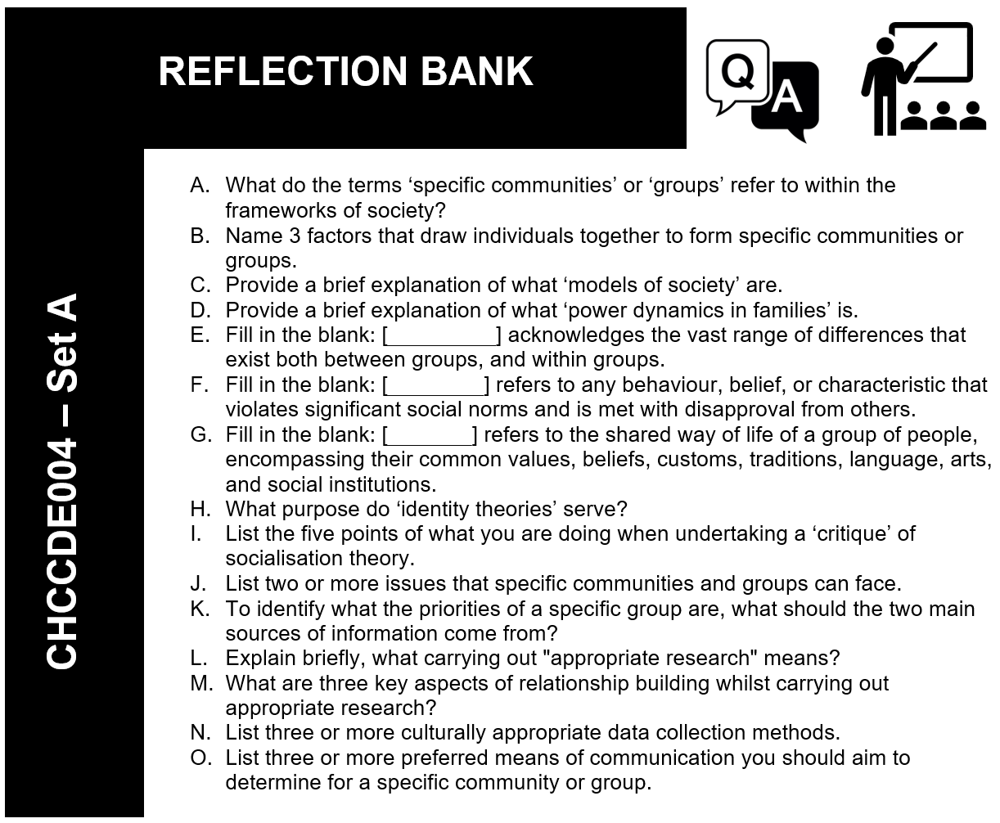 REFLECTION BANK
Q
A
CHCCDE004 – Set A
A. What do the terms ‘specific communities’ or ‘groups’ refer to within the
frameworks of society?
B. Name 3 factors that draw individuals together to form specific communities or
groups.
C. Provide a brief explanation of what ‘models of society’ are.
D. Provide a brief explanation of what ‘power dynamics in families’ is.
E. Fill in the blank: [__________] acknowledges the vast range of differences that
exist both between groups, and within groups.
F. Fill in the blank: [_________] refers to any behaviour, belief, or characteristic that
violates significant social norms and is met with disapproval from others.
G. Fill in the blank: [________] refers to the shared way of life of a group of people,
encompassing their common values, beliefs, customs, traditions, language, arts,
and social institutions.
H. What purpose do ‘identity theories’ serve?
I. List the five points of what you are doing when undertaking a ‘critique’ of
socialisation theory.
J. List two or more issues that specific communities and groups can face.
K. To identify what the priorities of a specific group are, what should the two main
sources of information come from?
L. Explain briefly, what carrying out "appropriate research" means?
M. What are three key aspects of relationship building whilst carrying out
appropriate research?
N. List three or more culturally appropriate data collection methods.
O. List three or more preferred means of communication you should aim to
determine for a specific community or group.